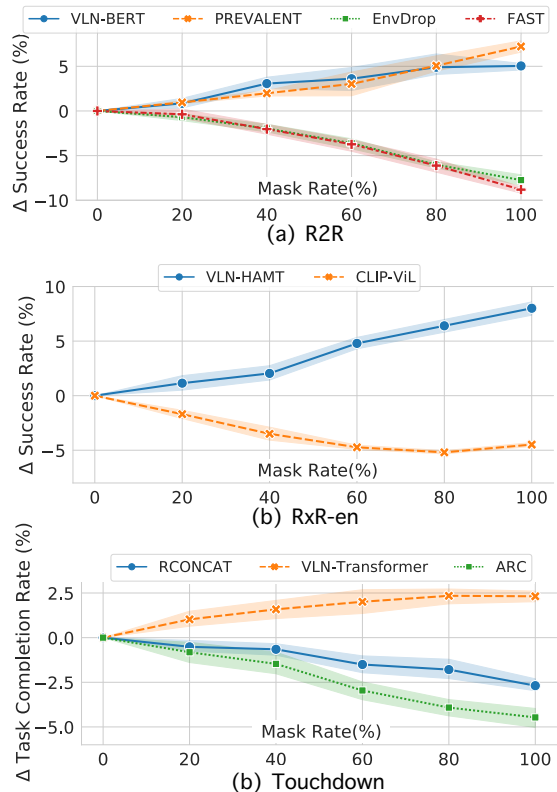 VLN-BERT PREVALENT EnvDrop FAST
Δ Success Rate (%)
5
0
−5
−10
Mask Rate(%)
0 20 40 60 80 100
(a) R2R
VLN-HAMT CLIP-ViL
Δ Success Rate (%)
10
5
0
−5
Mask Rate(%)
0 20 40 60 80 100
(b) RxR-en
RCONCAT VLN-Transformer ARC
Δ Task Completion Rate (%)
2.5
0.0
−2.5
−5.0
Mask Rate(%)
0 20 40 60 80 100
(b) Touchdown